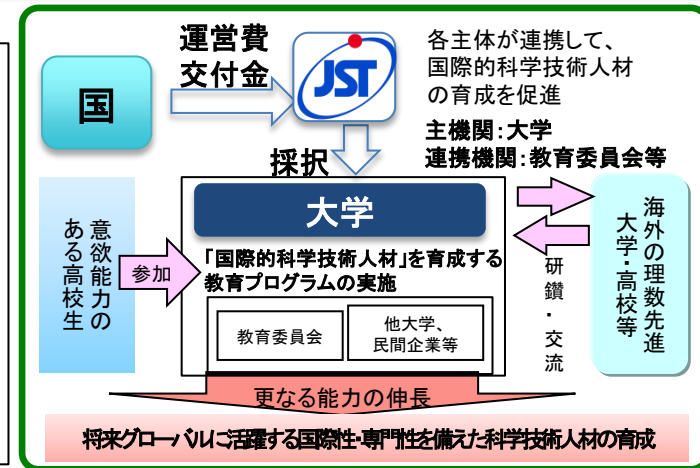 運営費
交付金
国
JST
各主体が連携して、
国際的科学技術人材
の育成を促進
主機関：大学
連携機関：教育委員会等
採択
大学
「国際的科学技術人材」を育成する
教育プログラムの実施
教育委員会
他大学、
民間企業等
意欲能力の
ある高校生
参加
海外の理数先進
大学・高校等
研鑽・交流
更なる能力の伸長
将来グローバルに活躍する国際性・専門性を備えた科学技術人材の育成